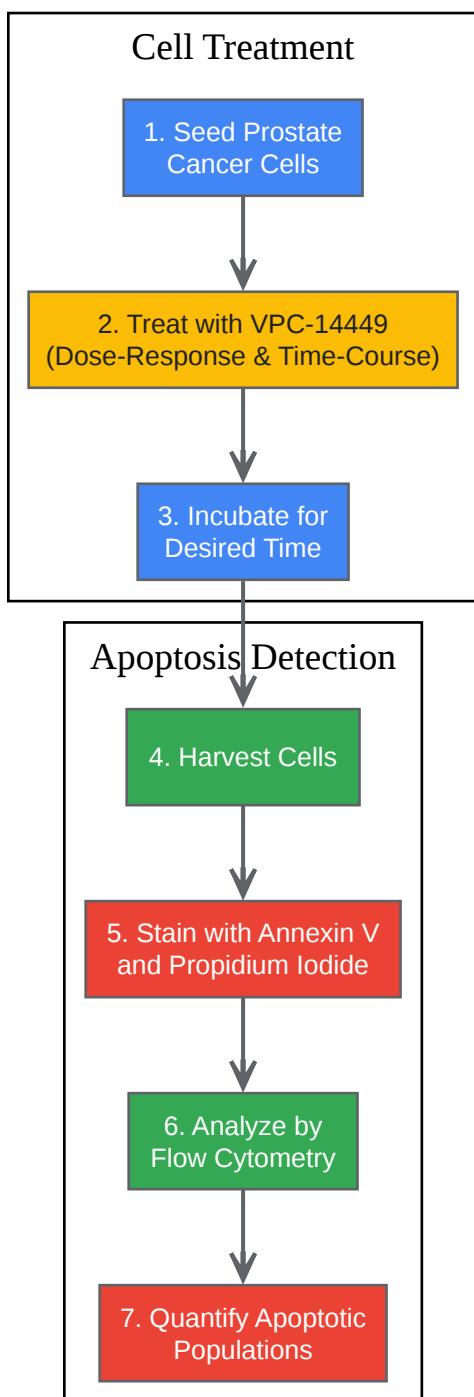 Cell Treatment
1. Seed Prostate
Cancer Cells
2. Treat with VPC-14449
(Dose-Response & Time-Course)
3. Incubate for
Desired Time
Apoptosis Detection
4. Harvest Cells
5. Stain with Annexin V
and Propidium Iodide
6. Analyze by
Flow Cytometry
7. Quantify Apoptotic
Populations